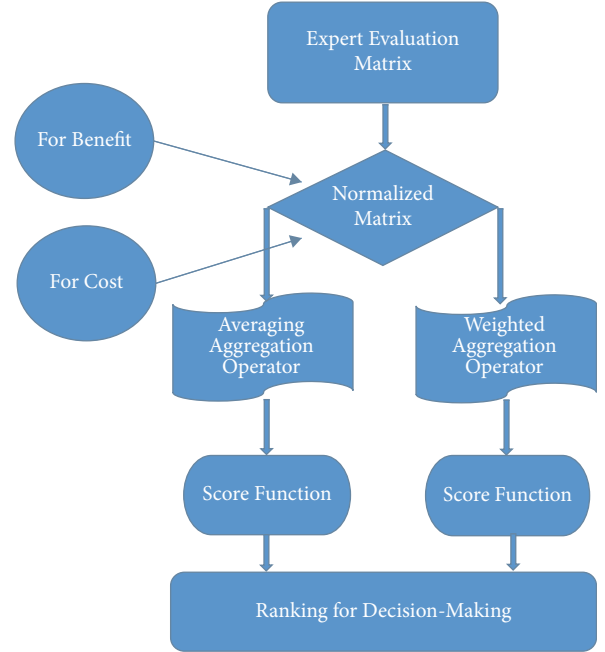 Expert Evaluation
Matrix
For Benefit
Normalized
Matrix
For Cost
Averaging
Aggregation
Operator
Weighted
Aggregation
Operator
Score Function
Score Function
Ranking for Decision-Making